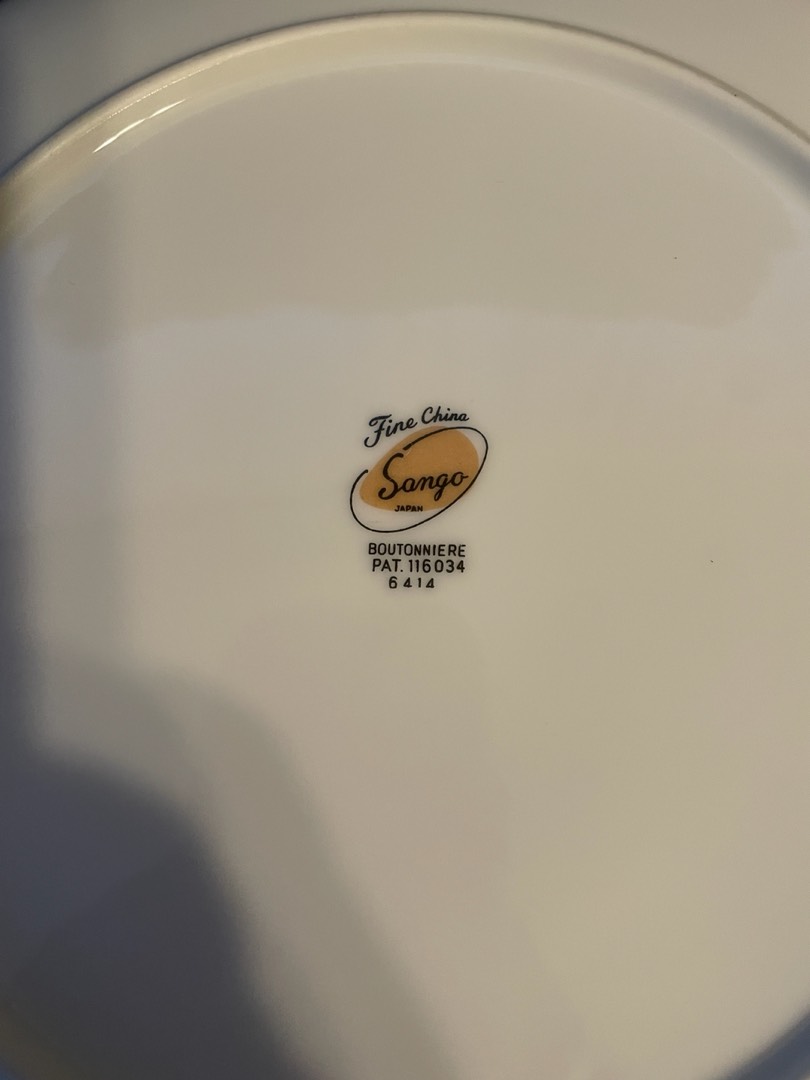 Fine China
Sango
JAPAN
BOUTONNIERE
PAT. 116034
6414